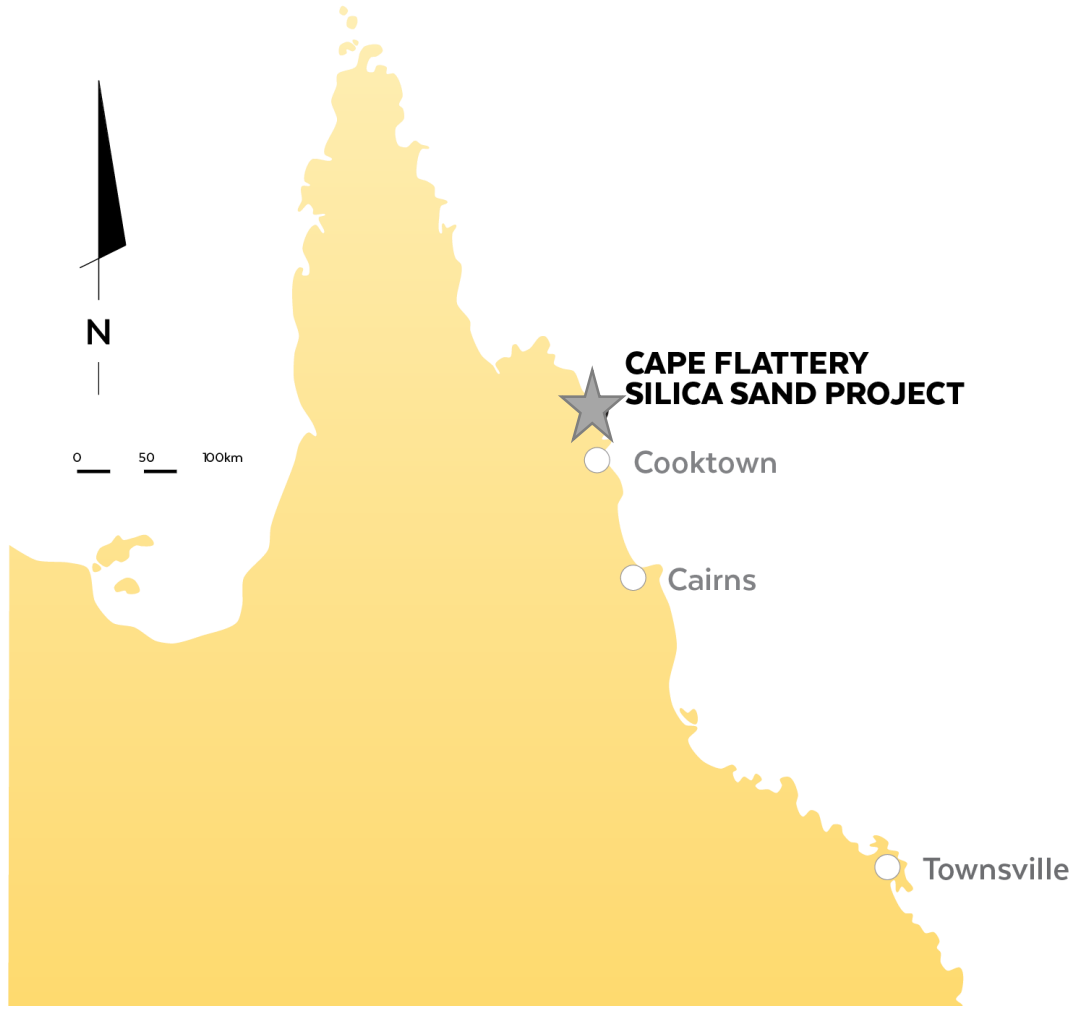 N
CAPE FLATTERY
SILICA SAND PROJECT
0 50 100km
Cooktown
Cairns
Townsville